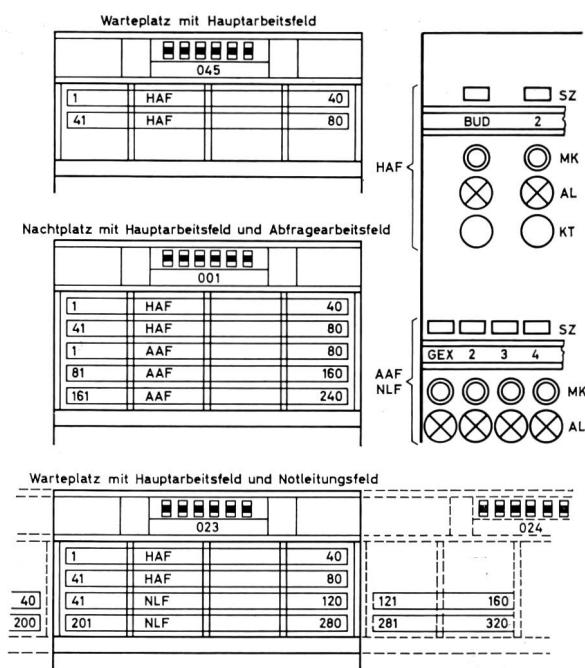 Warteplatz mit Hauptarbeitsfeld
045
1 HAF 40
41 HAF 80
Nachtplatz mit Hauptarbeitsfeld und Abfragearbeitsfeld
001
1 HAF 40
41 HAF 80
1 AAF 80
81 AAF 160
161 AAF 240
Warteplatz mit Hauptarbeitsfeld und Notleitungsfeld
023
024
1 HAF 40
41 HAF 80
40
41 NLF 120
121 160
200
201 NLF 280
281 320
HAF
SZ
BUD 2
MK
AL
KT
AAF
NLF
SZ
GEX 2 3 4
MK
AL